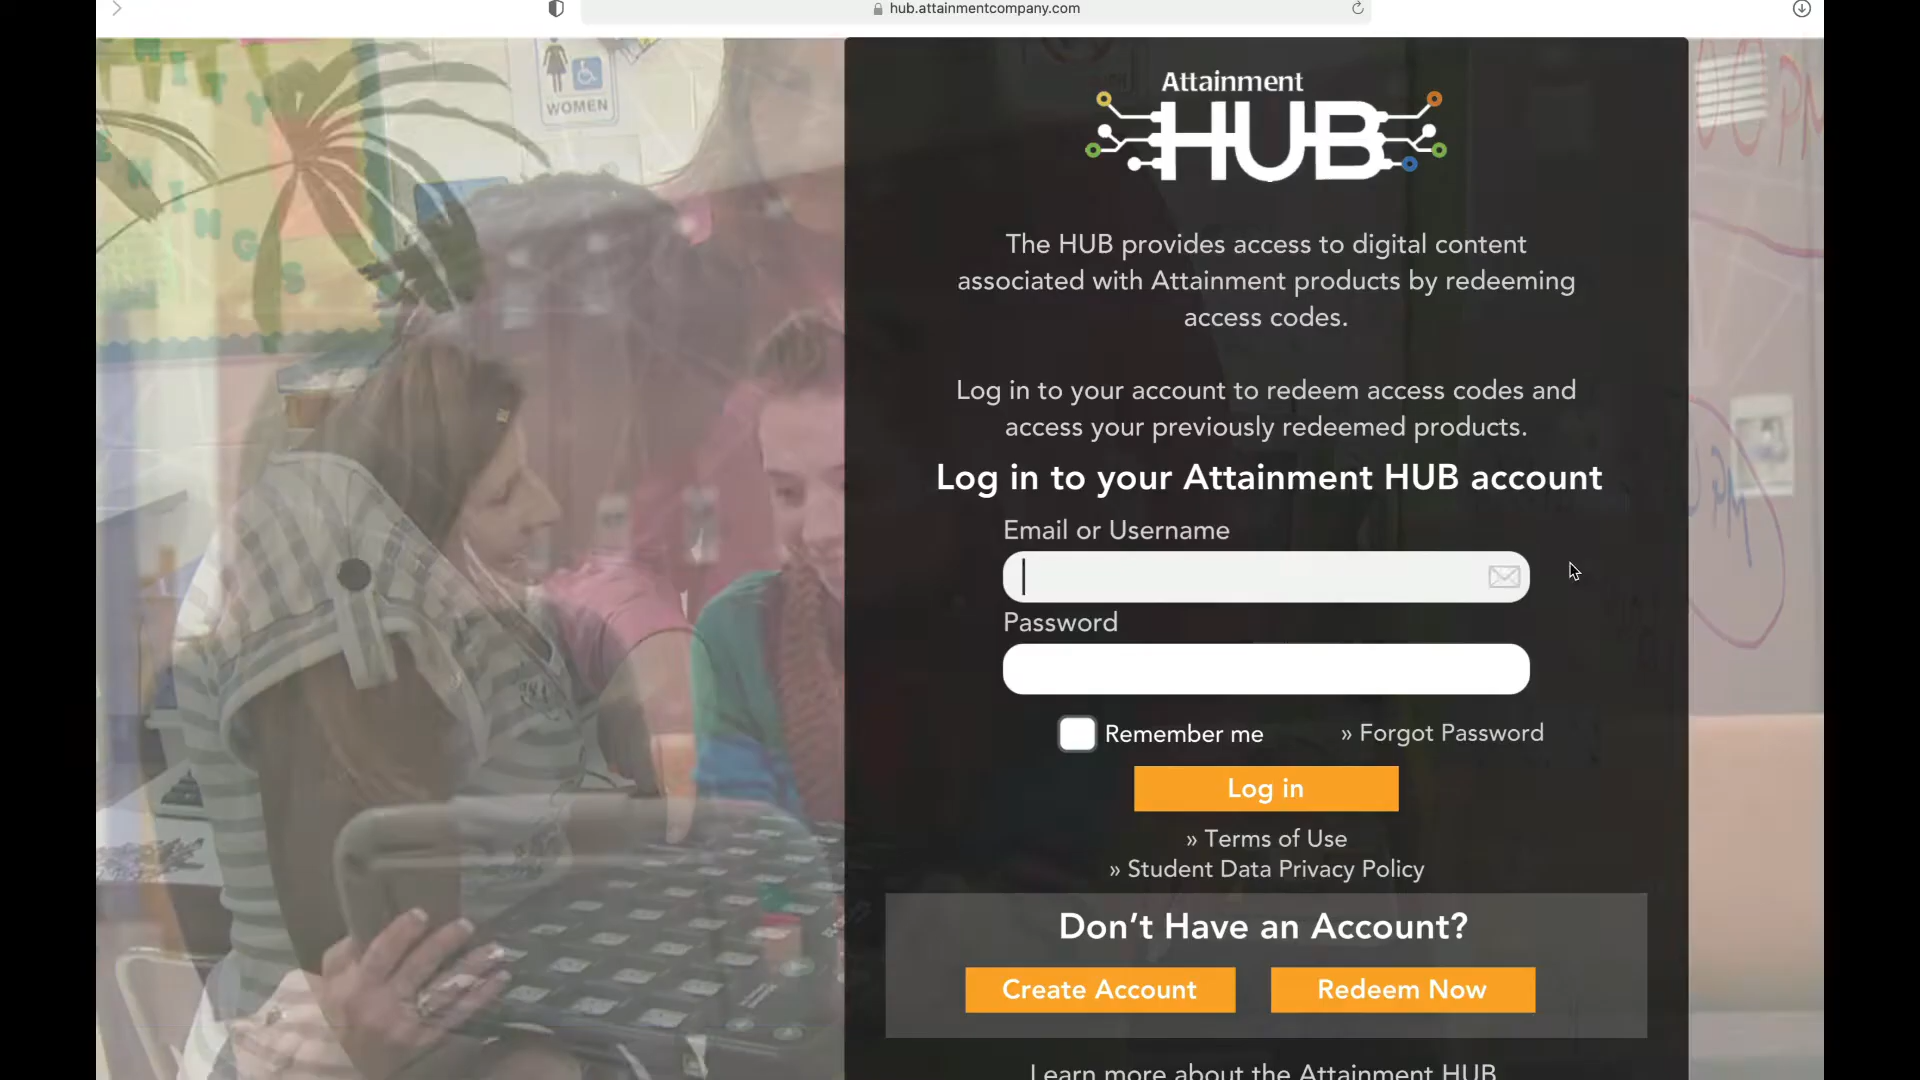 hub.attainmentcompany.com
WOMEN
Attainment
HUB
The HUB provides access to digital content
associated with Attainment products by redeeming
access codes.
Log in to your account to redeem access codes and
access your previously redeemed products.
Log in to your Attainment HUB account
Email or Username
Password
Remember me
» Forgot Password
Log in
» Terms of Use
» Student Data Privacy Policy
Don’t Have an Account?
Create Account
Redeem Now
Learn more about the Attainment HUB